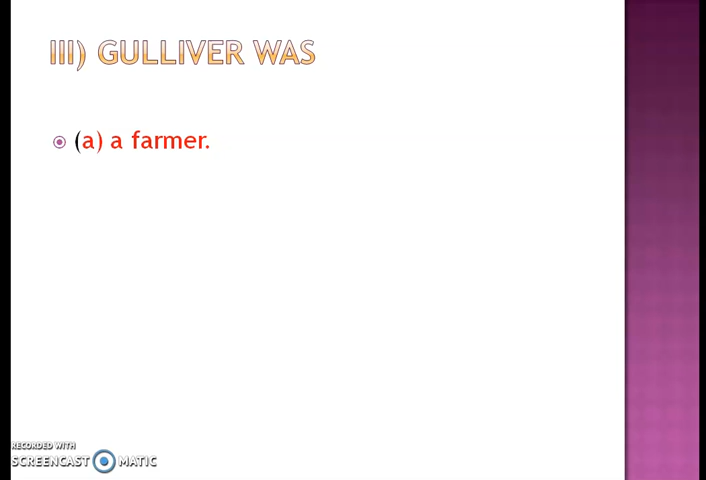 III) GULLIVER WAS
(a) a farmer.
RECORDED WITH
SCREENCAST MATIC